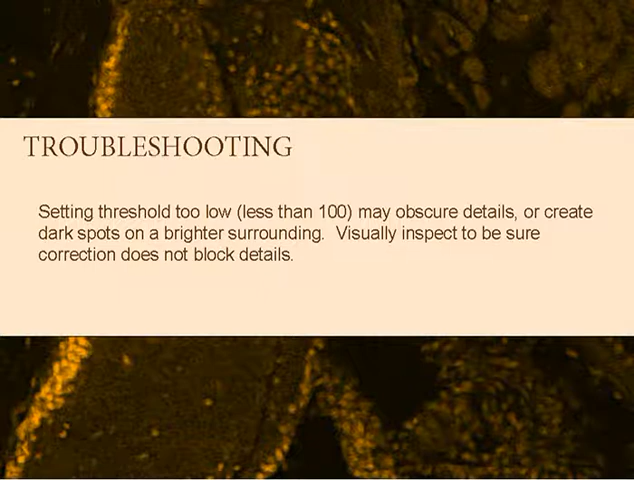 TROUBLESHOOTING
Setting threshold too low (less than 100) may obscure details, or create
dark spots on a brighter surrounding.  Visually inspect to be sure
correction does not block details.